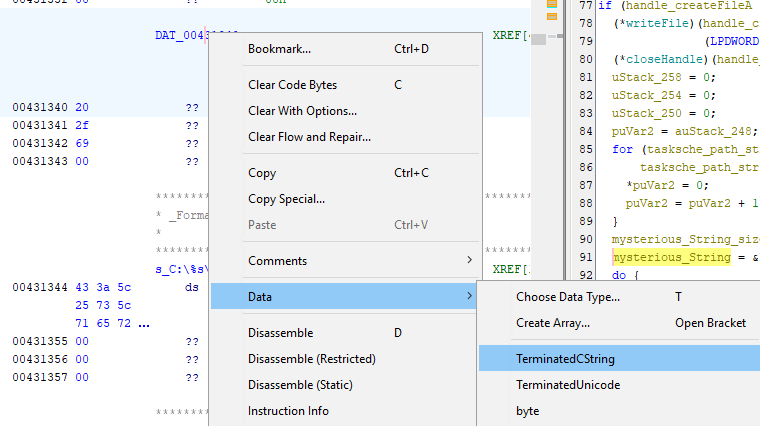 00431352 00 ?? 00h
DAT_00431340 XREF[
00431340 20 ??
00431341 2f ??
00431342 69 ??
00431343 00 ??
* _Forma
*
s_C:\%s\ XREF[
00431344 43 3a 5c ds
25 73 5c
71 65 72 ...
00431355 00 ??
00431356 00 ??
00431357 00 ??
Bookmark... Ctrl+D
Clear Code Bytes C
Clear With Options...
Clear Flow and Repair...
Copy Ctrl+C
Copy Special...
Paste Ctrl+V
Comments
Data
Disassemble D
Disassemble (Restricted)
Disassemble (Static)
Instruction Info
Choose Data Type... T
Create Array... Open Bracket
TerminatedCString
TerminatedUnicode
byte
77 if (handle_createFileA
78 (*writeFile)(handle_c
79 (LPDWORD
80 (*closeHandle)(handle_
81 uStack_258 = 0;
82 uStack_254 = 0;
83 uStack_250 = 0;
84 puVar2 = auStack_248;
85 for (tasksche_path_st
86 tasksche_path_str
87 *puVar2 = 0;
88 puVar2 = puVar2 + 1
89 }
90 mysterious_String_siz
91 mysterious_String = &
92 do {